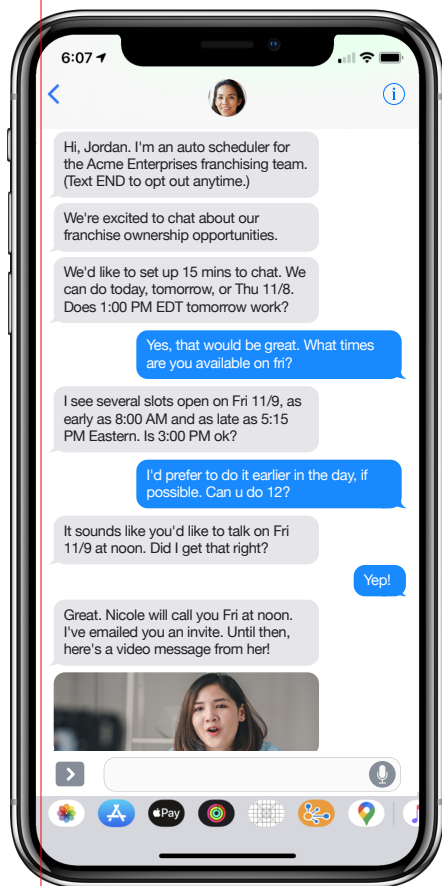 6:07
Hi, Jordan. I'm an auto scheduler for
the Acme Enterprises franchising team.
(Text END to opt out anytime.)
We're excited to chat about our
franchise ownership opportunities.
We'd like to set up 15 mins to chat. We
can do today, tomorrow, or Thu 11/8.
Does 1:00 PM EDT tomorrow work?
Yes, that would be great. What times
are you available on fri?
I see several slots open on Fri 11/9, as
early as 8:00 AM and as late as 5:15
PM Eastern. Is 3:00 PM ok?
I'd prefer to do it earlier in the day, if
possible. Can u do 12?
It sounds like you'd like to talk on Fri
11/9 at noon. Did I get that right?
Yep!
Great. Nicole will call you Fri at noon.
I've emailed you an invite. Until then,
here's a video message from her!
Pay